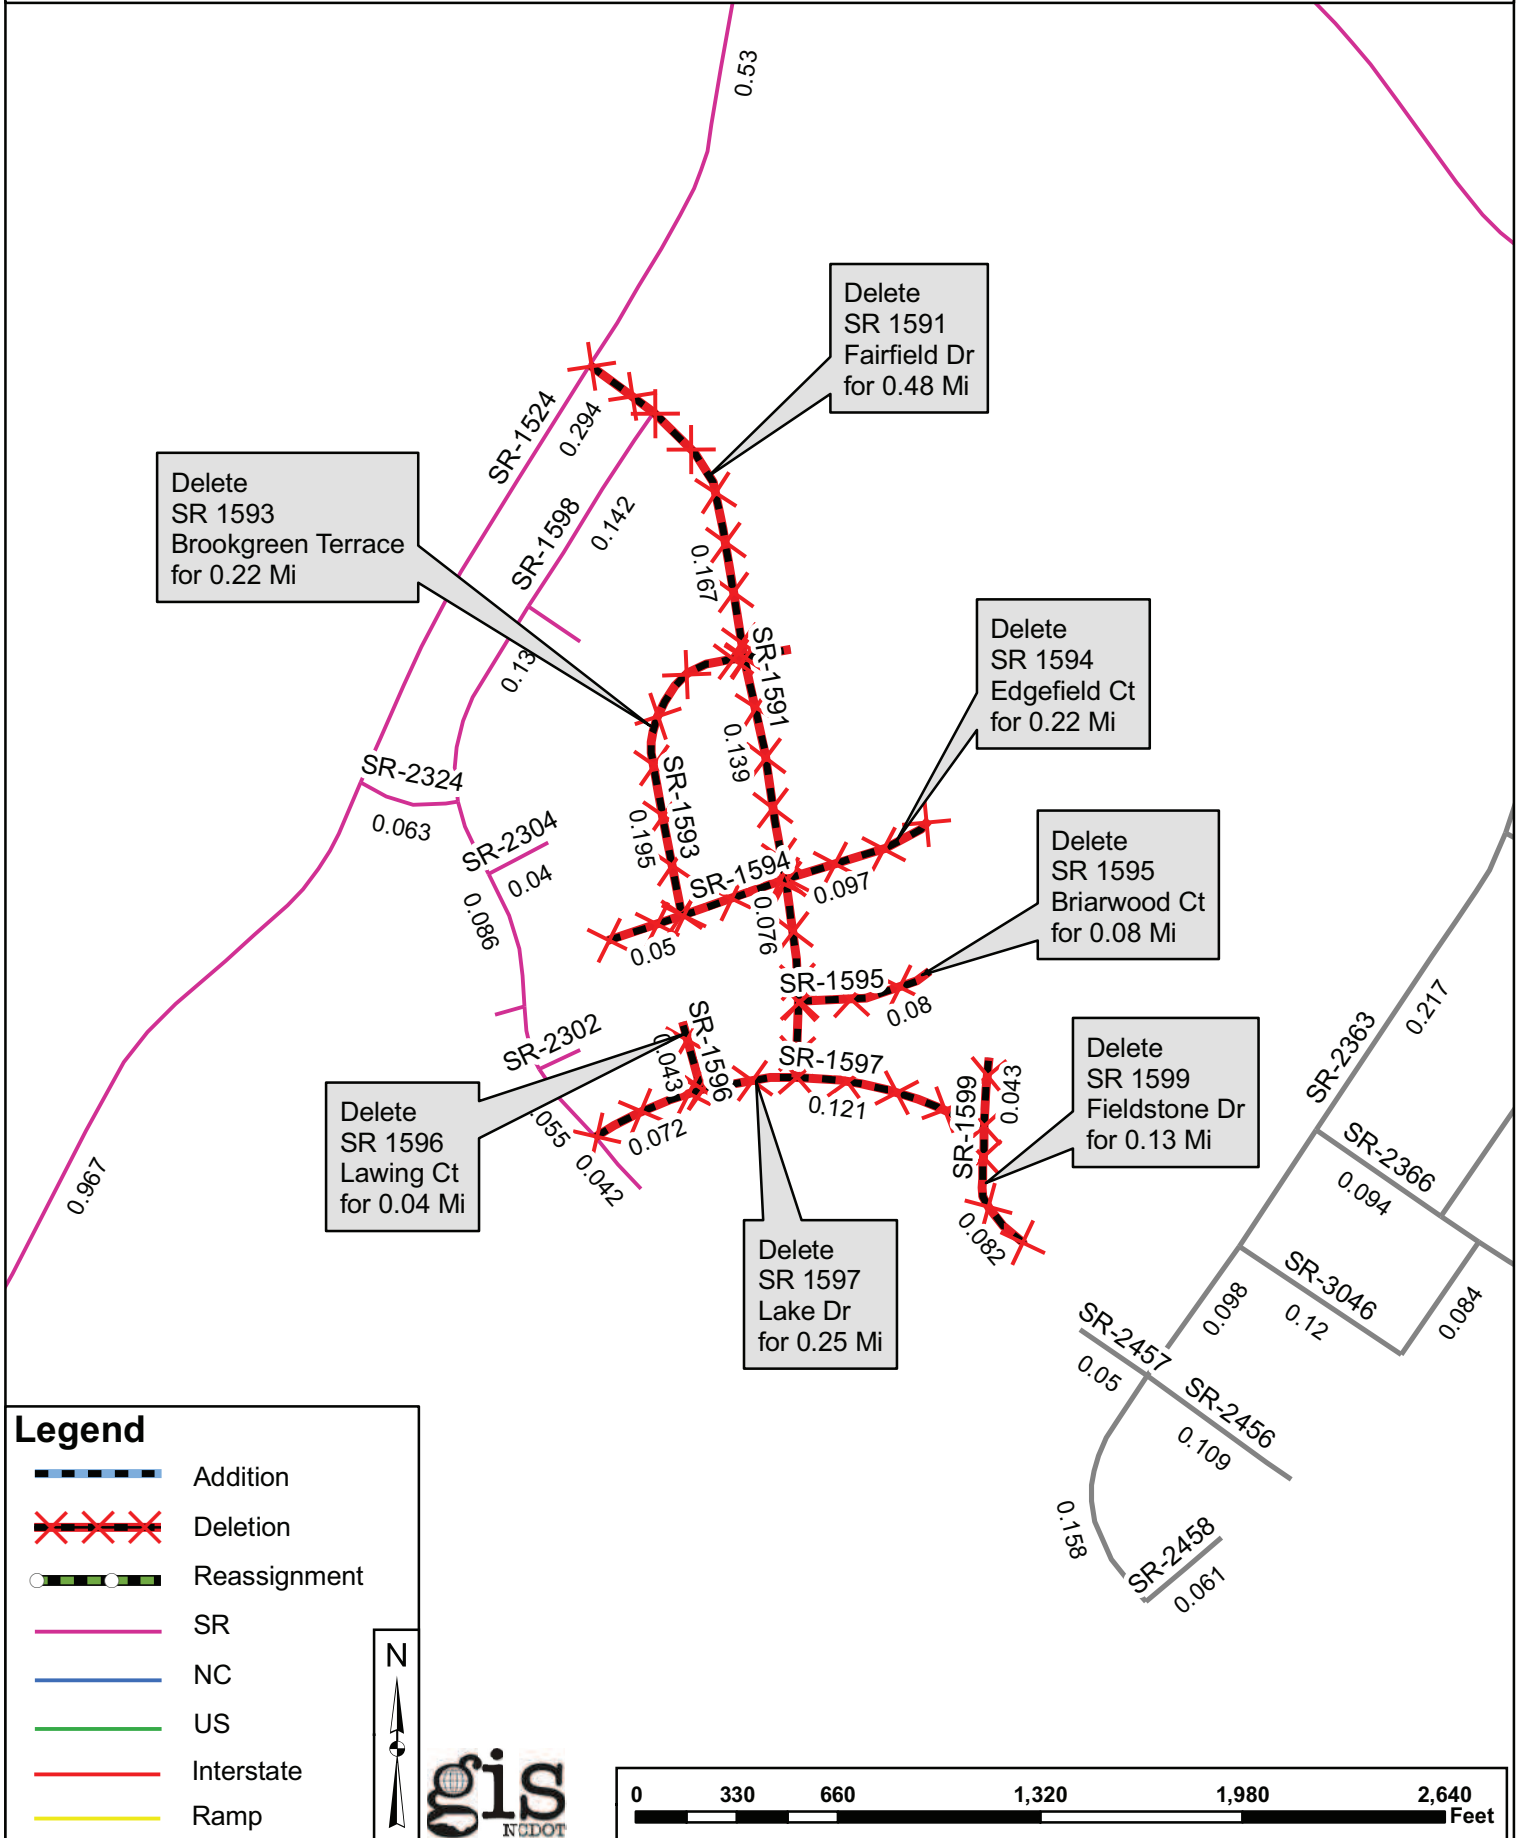 0.53
Delete
SR 1591
Fairfield Dr
for 0.48 Mi
SR-1524
0.294
Delete
SR 1593
Brookgreen Terrace
for 0.22 Mi
SR-1598
0.142
0.167
0.13
SR-1591
Delete
SR 1594
Edgefield Ct
for 0.22 Mi
0.139
SR-2324
0.063
SR-1593
0.195
SR-2304
0.04
0.086
SR-1594
0.097
0.076
0.05
Delete
SR 1595
Briarwood Ct
for 0.08 Mi
SR-1595
0.08
SR-2302
SR-1596
0.043
SR-1597
0.121
SR-1599
0.043
Delete
SR 1599
Fieldstone Dr
for 0.13 Mi
0.217
SR-2363
Delete
SR 1596
Lawing Ct
for 0.04 Mi
.055
0.072
0.042
0.967
0.082
Delete
SR 1597
Lake Dr
for 0.25 Mi
SR-2366
0.094
SR-3046
0.12
0.098
0.084
SR-2457
0.05
SR-2456
0.109
0.158
SR-2458
0.061
Legend
Addition
Deletion
Reassignment
SR
NC
US
Interstate
Ramp
N
gis
NCDOT
0 330 660 1,320 1,980 2,640
Feet